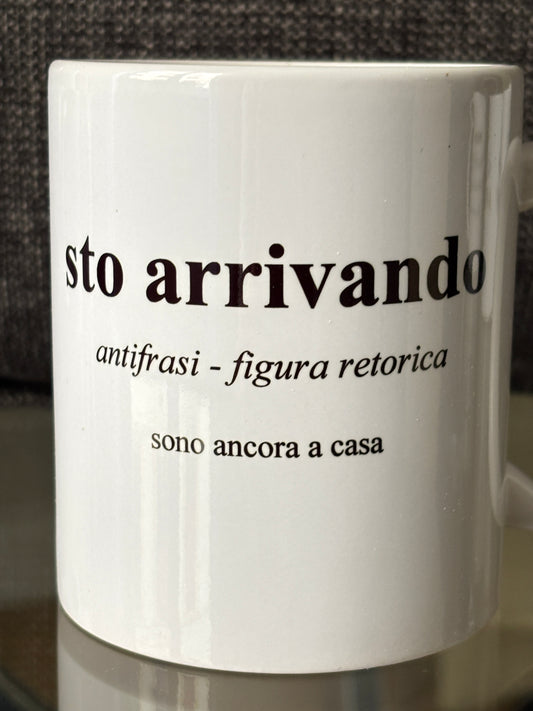 sto arrivando
antifrasi - figura retorica
sono ancora a casa